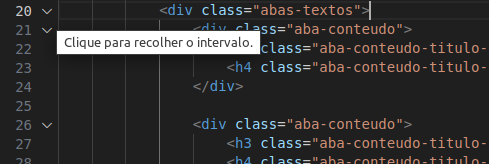 20 <div class="abas-textos">
21 <div class="aba-conteudo">
Clique para recolher o intervalo.
class="aba-conteudo-titulo-
23 <h4 class="aba-conteudo-titulo-
24 </div>
25
26 <div class="aba-conteudo">
27 <h3 class="aba-conteudo-titulo-
28 <h4 class="aba-conteudo-titulo-